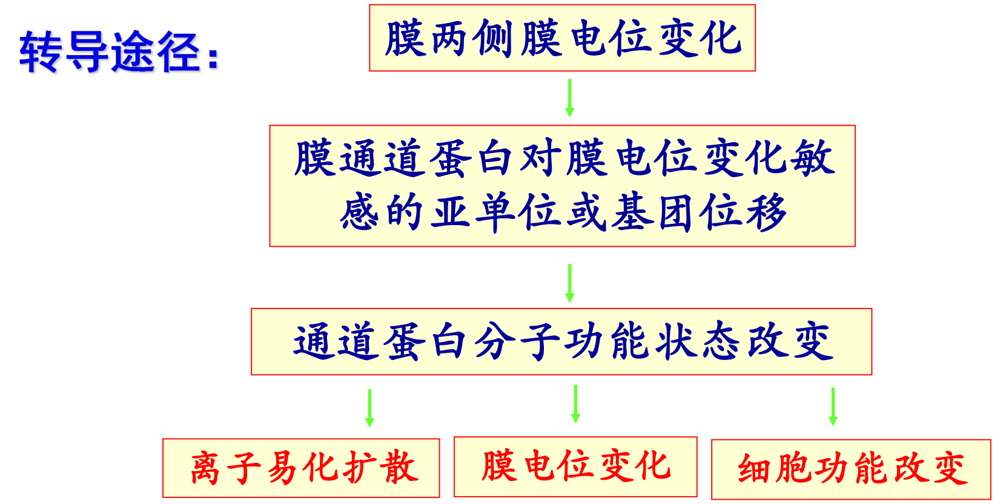 转导途径：
膜两侧膜电位变化
膜通道蛋白对膜电位变化敏
感的亚单位或基团位移
通道蛋白分子功能状态改变
离子易化扩散
膜电位变化
细胞功能改变